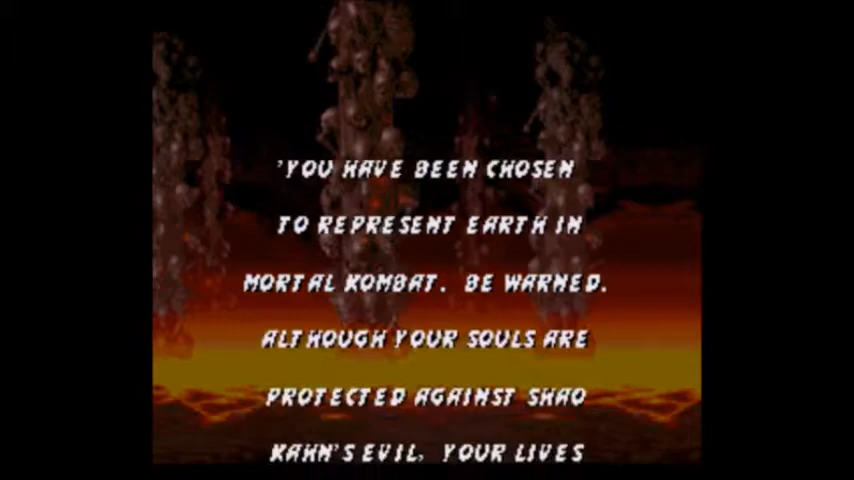 'YOU HAVE BEEN CHOSEN
TO REPRESENT EARTH IN
MORTAL KOMBAT. BE WARNED.
ALTHOUGH YOUR SOULS ARE
PROTECTED AGAINST SHAO
KAHN'S EVIL, YOUR LIVES